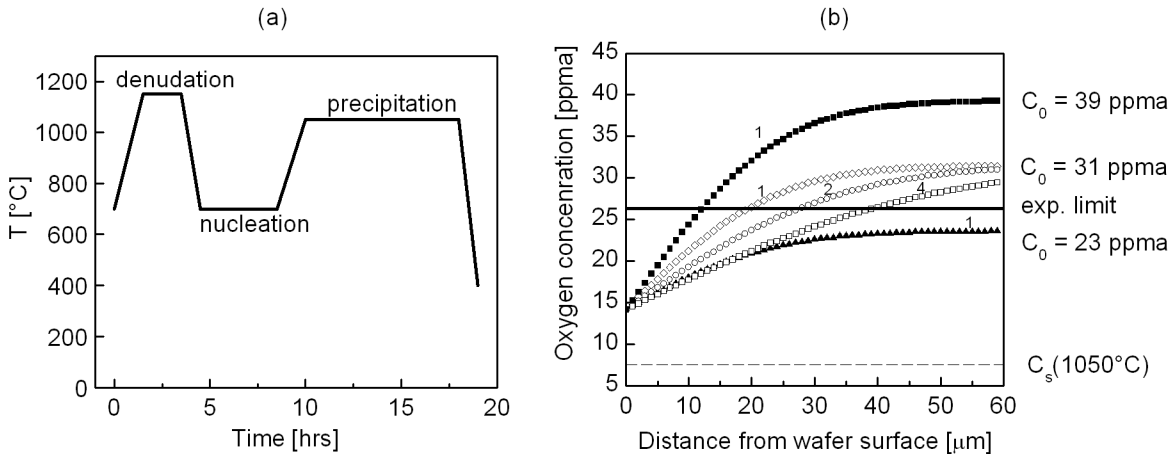 (a)
1200
1000
800
600
400
200
0
T [°C]
denudation
precipitation
nucleation
0
5
10
15
20
Time [hrs]
(b)
45
40
35
30
25
20
15
10
5
Oxygen concenration [ppma]
1
1
2
4
1
0
10
20
30
40
50
60
Distance from wafer surface [μm]
C0 = 39 ppma
C0 = 31 ppma
exp. limit
C0 = 23 ppma
Cs(1050°C)